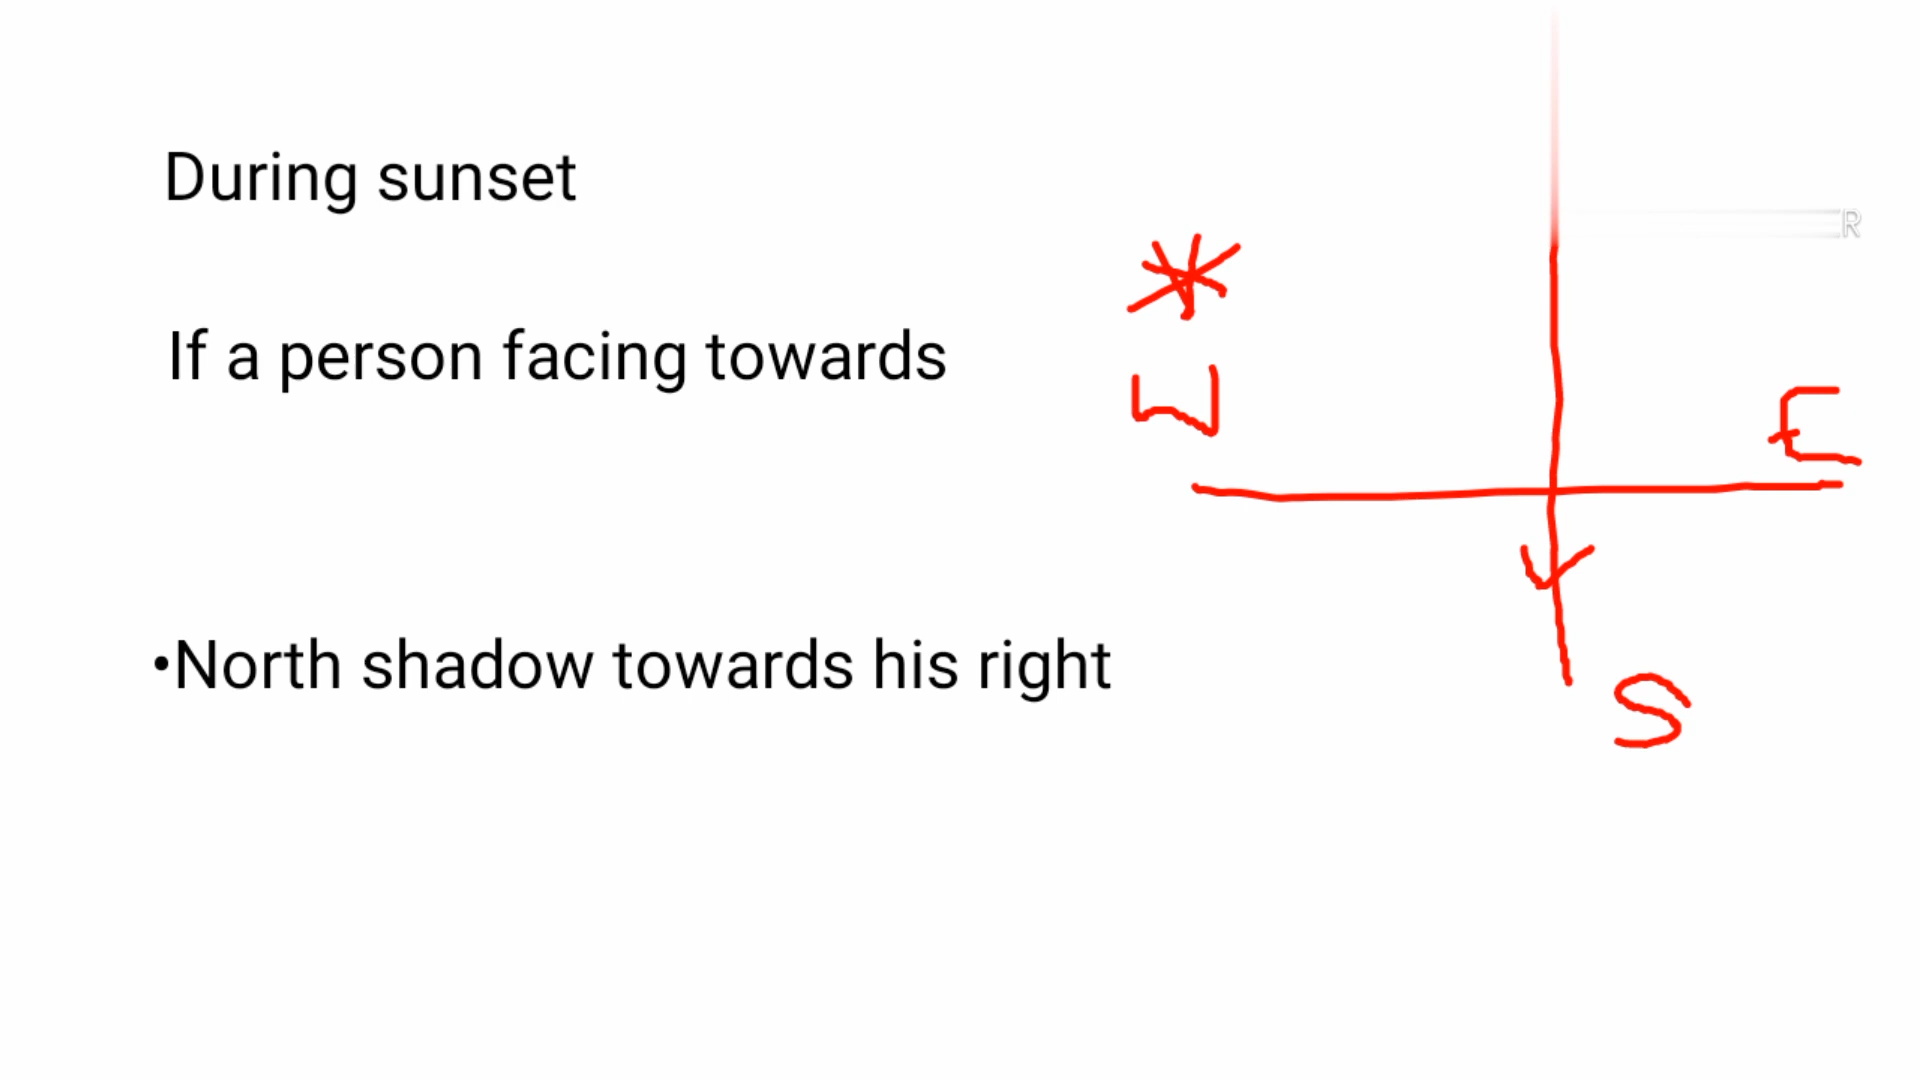 During sunset
R
If a person facing towards
W
E
•North shadow towards his right
S